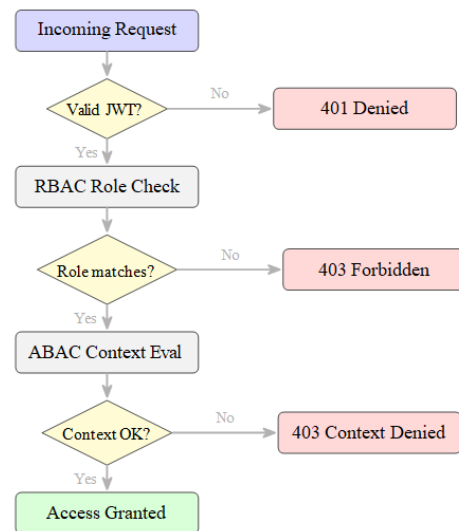 Incoming Request
Valid JWT?
No
401 Denied
Yes
RBAC Role Check
Role matches?
No
403 Forbidden
Yes
ABAC Context Eval
Context OK?
No
403 Context Denied
Yes
Access Granted